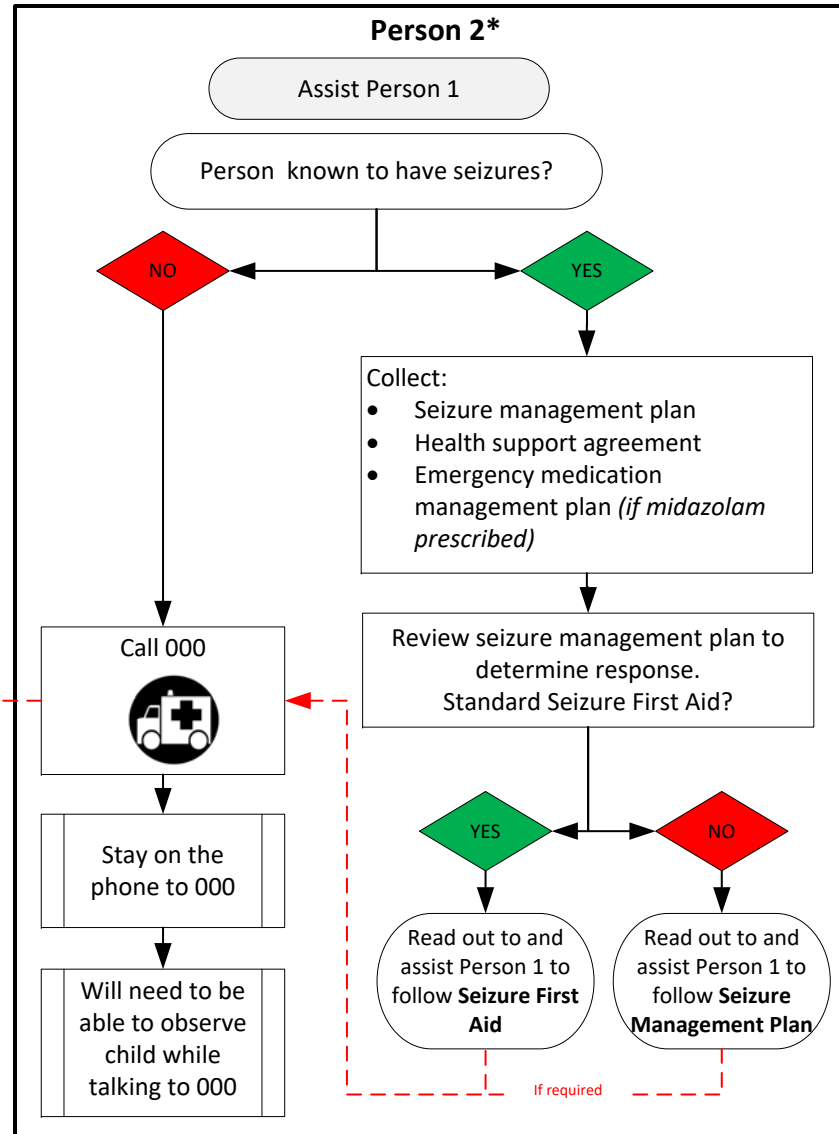 Person 2*
Assist Person 1
Person known to have seizures?
NO
YES
Collect:
• Seizure management plan
• Health support agreement
• Emergency medication
management plan (if midazolam
prescribed)
Call 000
Review seizure management plan to
determine response.
Standard Seizure First Aid?
YES
NO
Stay on the
phone to 000
Read out to and
assist Person 1 to
follow Seizure First
Aid
Read out to and
assist Person 1 to
follow Seizure
Management Plan
Will need to be
able to observe
child while
talking to 000
If required